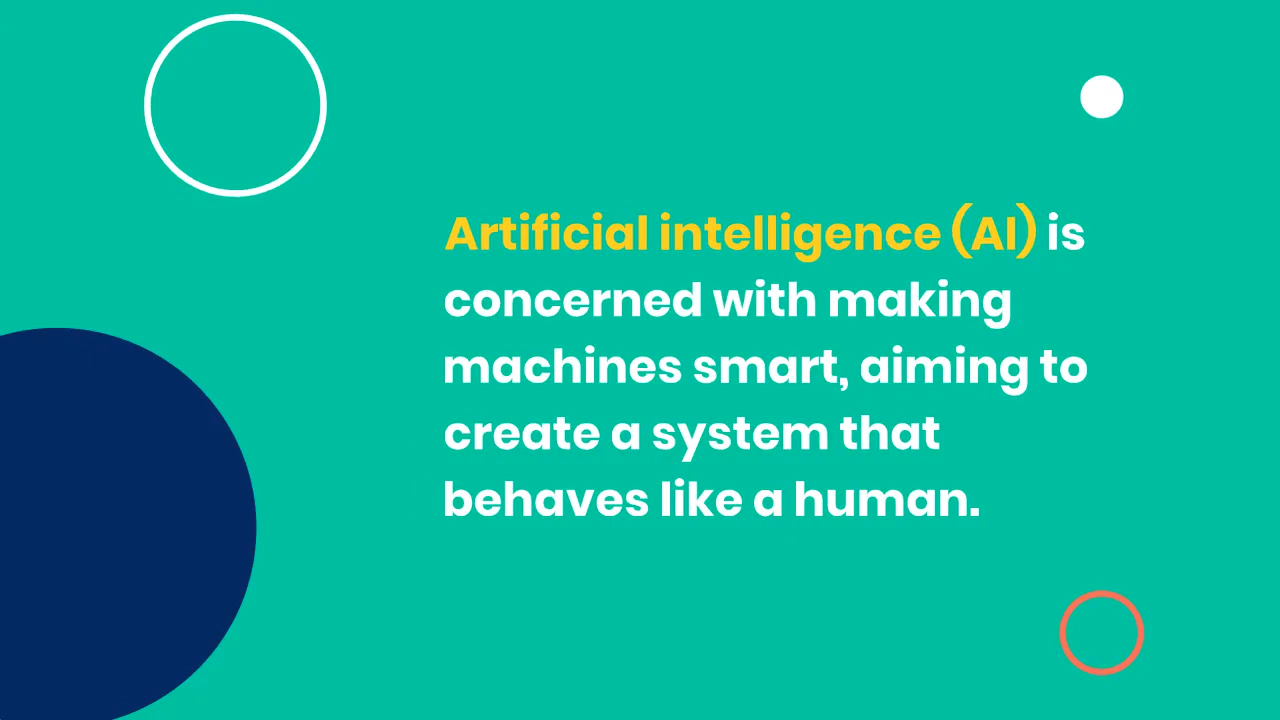 Artificial intelligence (AI) is
concerned with making
machines smart, aiming to
create a system that
behaves like a human.